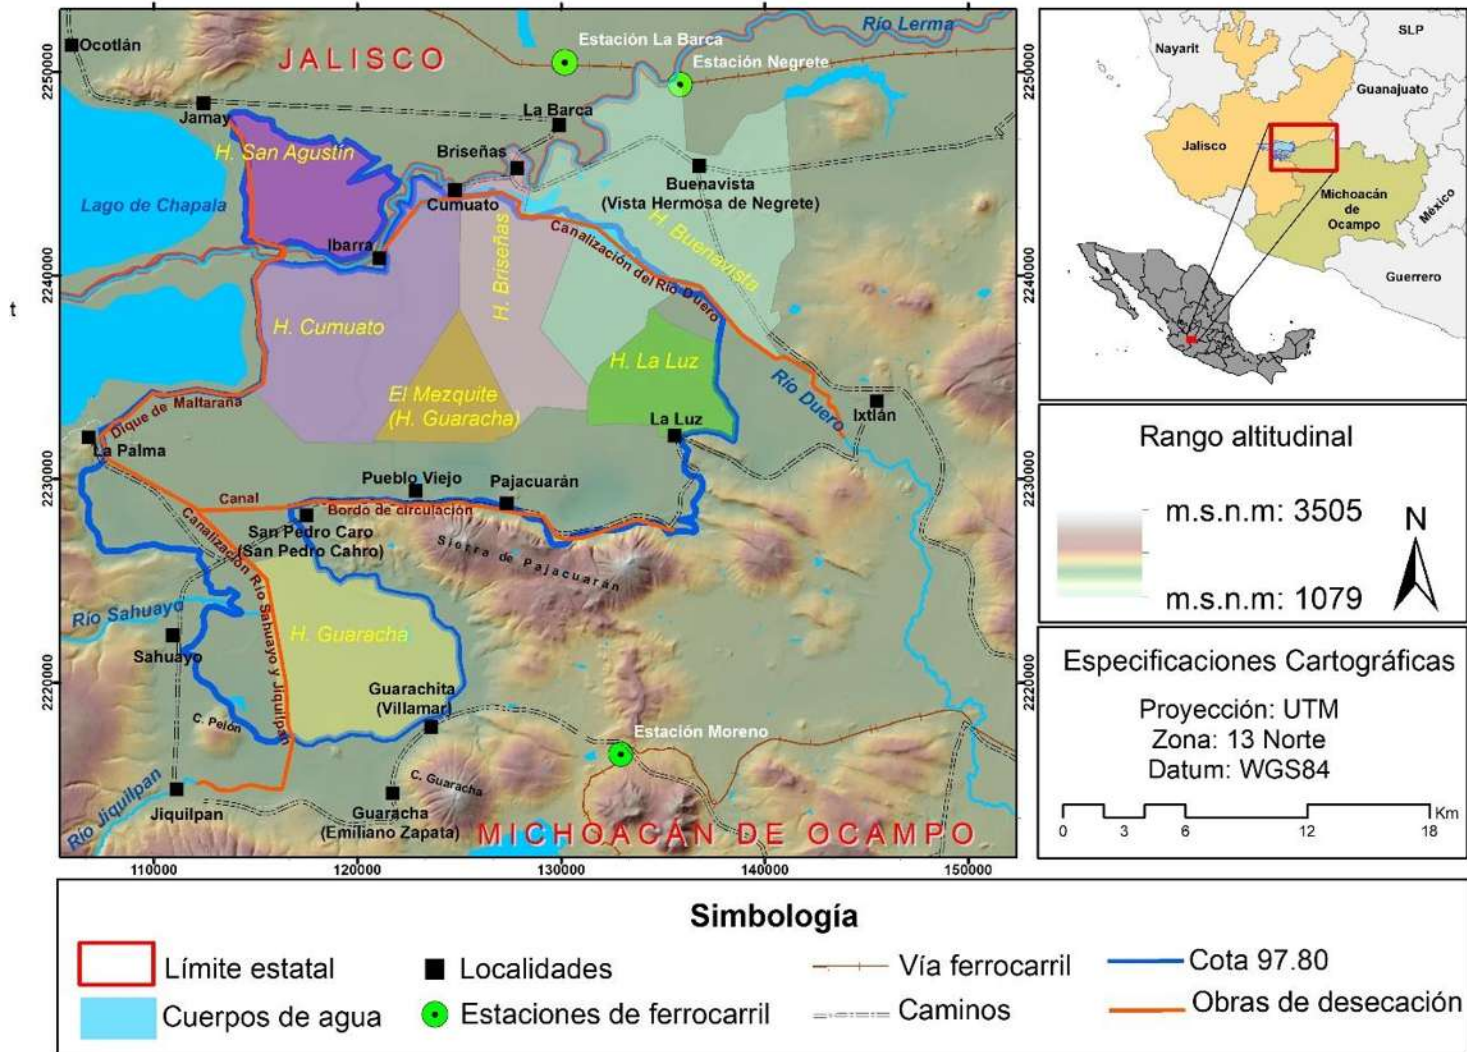 Ocotlán
JALISCO
Estación La Barca
Río Lerma
Estación Negrete
Jamay
La Barca
H. San Agustín
Briseñas
Buenavista
(Vista Hermosa de Negrete)
Lago de Chapala
Cumuato
Ibarra
H. Briseñas
Canalización del Río Duero
H. Buenavista
H. Cumuato
H. La Luz
El Mezquite
(H. Guaracha)
Río Duero
Dique de Maltaraña
La Luz
Ixtlán
La Palma
Pueblo Viejo
Pajacuarán
Canal
Bordo de circulación
San Pedro Caro
(San Pedro Cahro)
Sierra de Pajacuarán
Canalización Río Sahuayo y Jiquilpan
Río Sahuayo
H. Guaracha
Sahuayo
Guarachita
(Villamar)
C. Pelón
Estación Moreno
C. Guaracha
Río Jiquilpan
Jiquilpan
Guaracha
(Emiliano Zapata)
MICHOACÁN DE OCAMPO
2250000
2240000
2230000
2220000
2250000
2240000
2230000
2220000
110000
120000
130000
140000
150000
t
Nayarit
SLP
Guanajuato
Jalisco
Michoacán
de
Ocampo
México
Guerrero
Rango altitudinal
m.s.n.m: 3505
m.s.n.m: 1079
N
Especificaciones Cartográficas
Proyección: UTM
Zona: 13 Norte
Datum: WGS84
0 3 6 12 18 Km
Simbología
Límite estatal
Localidades
Vía ferrocarril
Cota 97.80
Cuerpos de agua
Estaciones de ferrocarril
Caminos
Obras de desecación